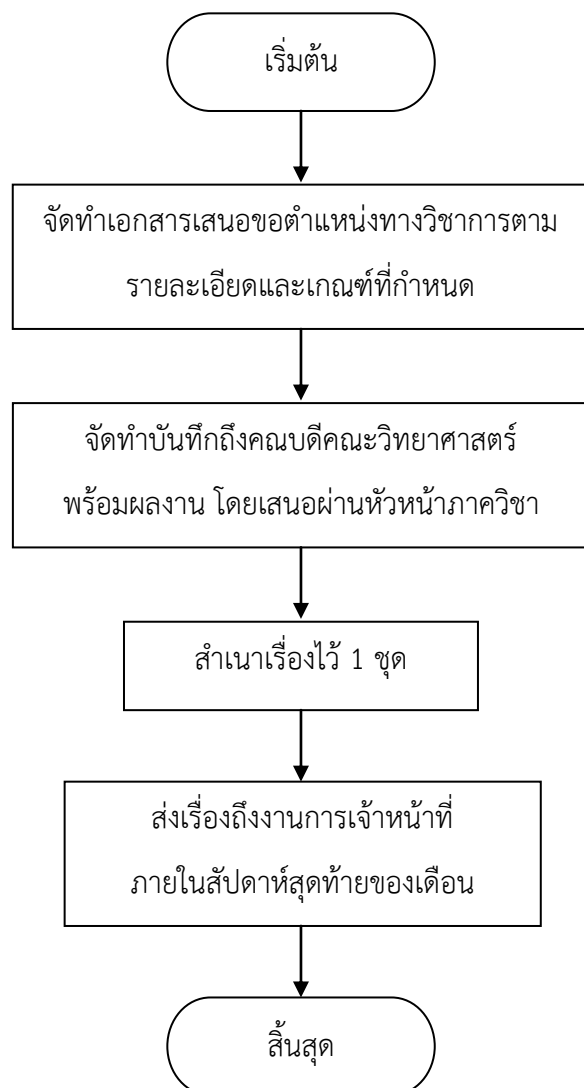 เริ่มต้น
จัดทำเอกสารเสนอขอตำแหน่งทางวิชาการตาม
รายละเอียดและเกณฑ์ที่กำหนด
จัดทำบันทึกถึงคณบดีคณะวิทยาศาสตร์
พร้อมผลงาน โดยเสนอผ่านหัวหน้าภาควิชา
สำเนาเรื่องไว้ 1 ชุด
ส่งเรื่องถึงงานการเจ้าหน้าที่
ภายในสัปดาห์สุดท้ายของเดือน
สิ้นสุด